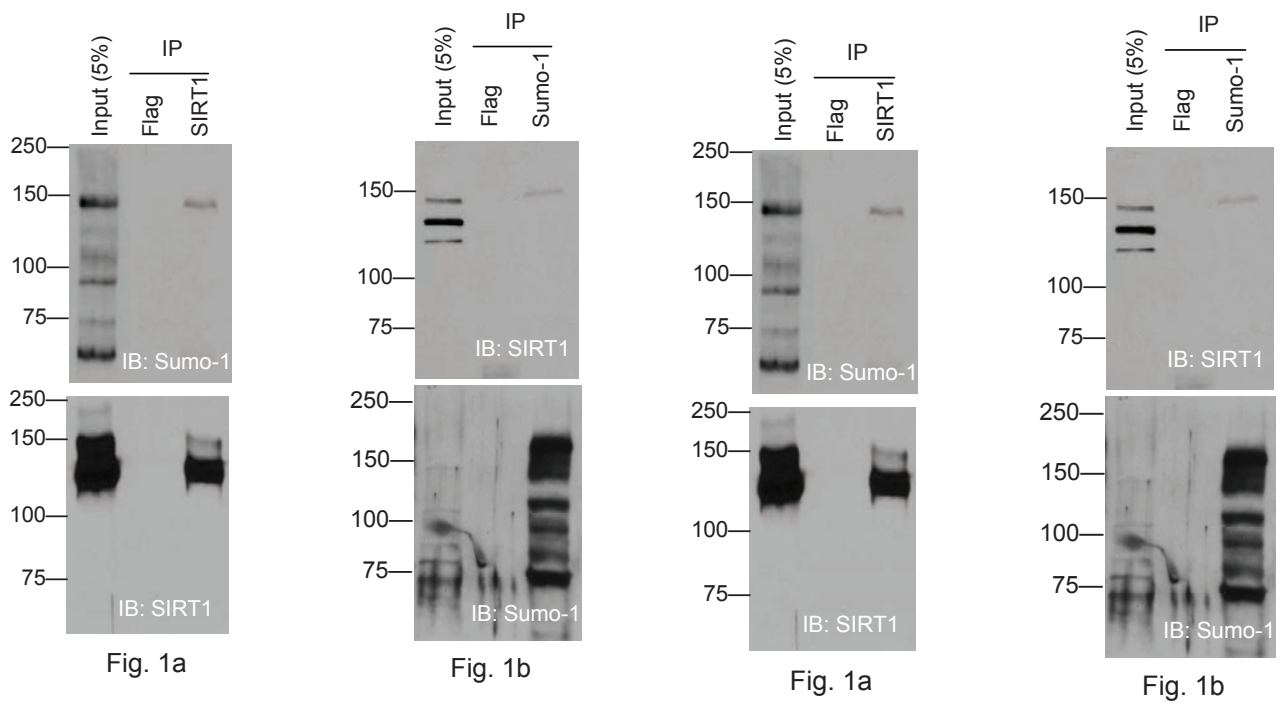 Input (5%)
IP
Flag
SIRT1
250
150
100
75
IB: Sumo-1
250
150
100
75
IB: SIRT1
Fig. 1a
Input (5%)
IP
Flag
Sumo-1
150
100
75
IB: SIRT1
250
150
100
75
IB: Sumo-1
Fig. 1b
Input (5%)
IP
Flag
SIRT1
250
150
100
75
IB: Sumo-1
250
150
100
75
IB: SIRT1
Fig. 1a
Input (5%)
IP
Flag
Sumo-1
150
100
75
IB: SIRT1
250
150
100
75
IB: Sumo-1
Fig. 1b